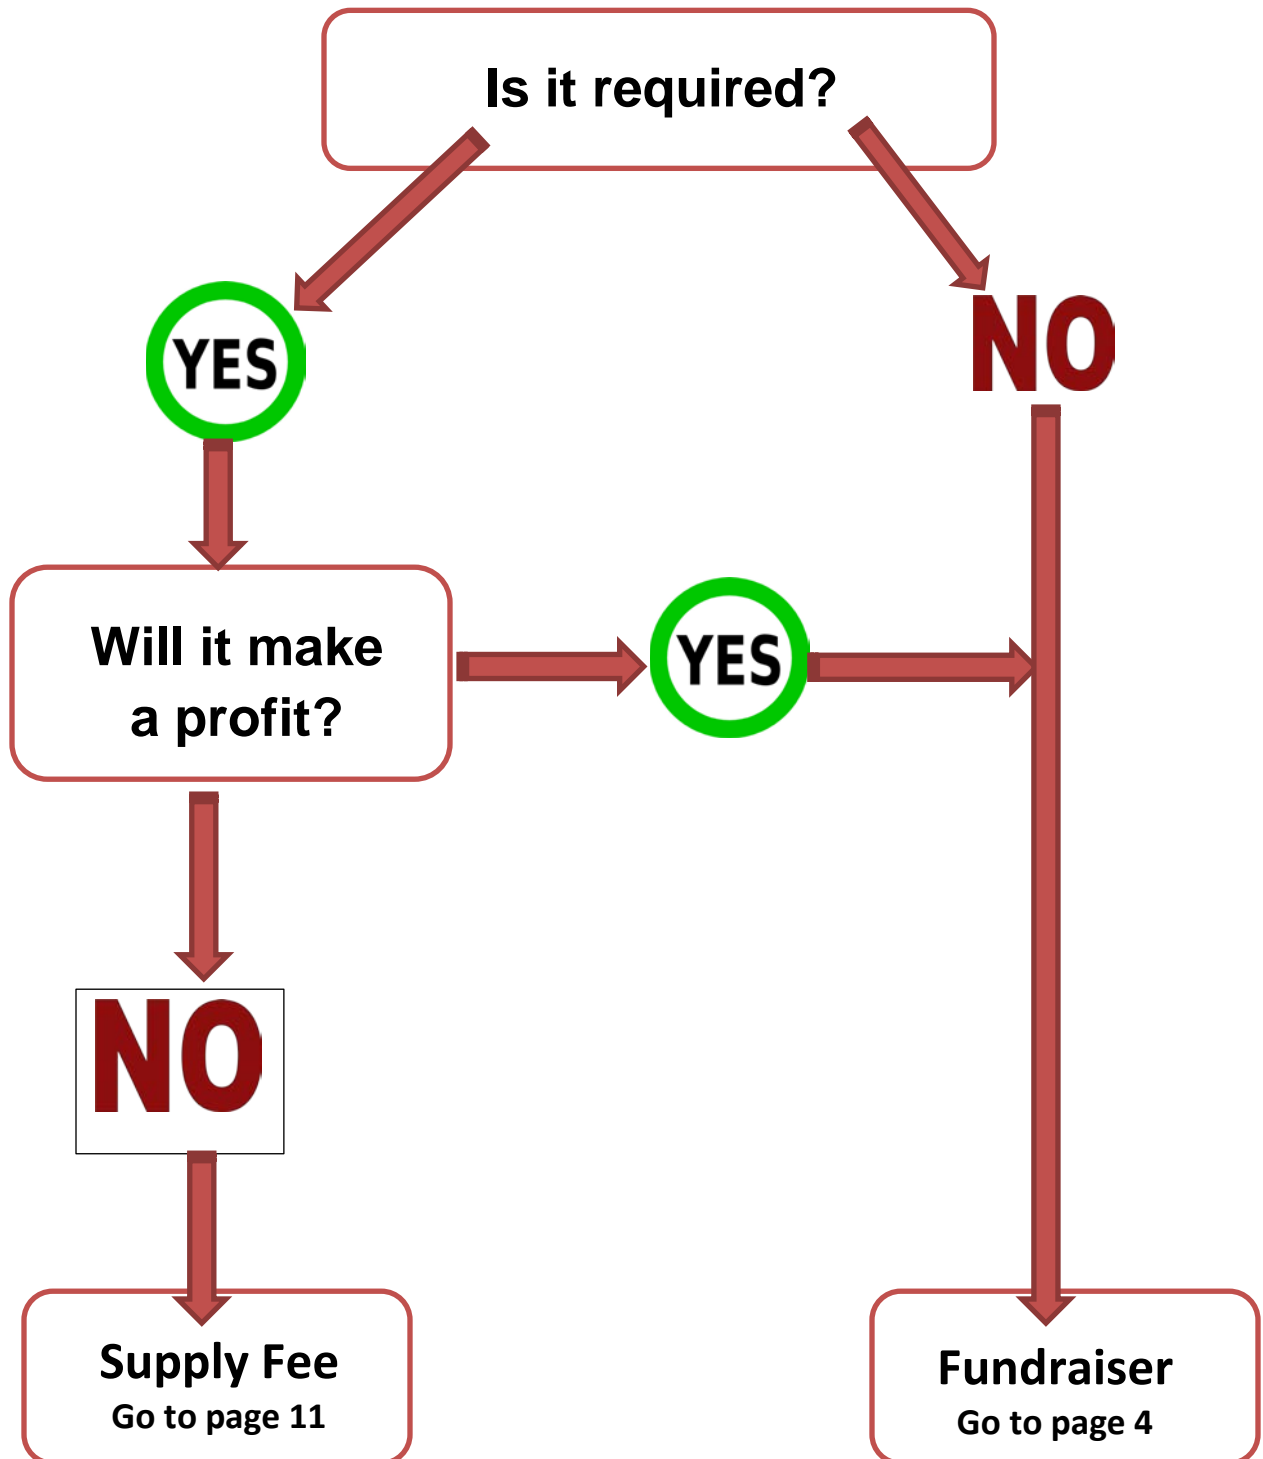 Is it required?
YES
NO
Will it make
a profit?
YES
NO
Supply Fee
Go to page 11
Fundraiser
Go to page 4